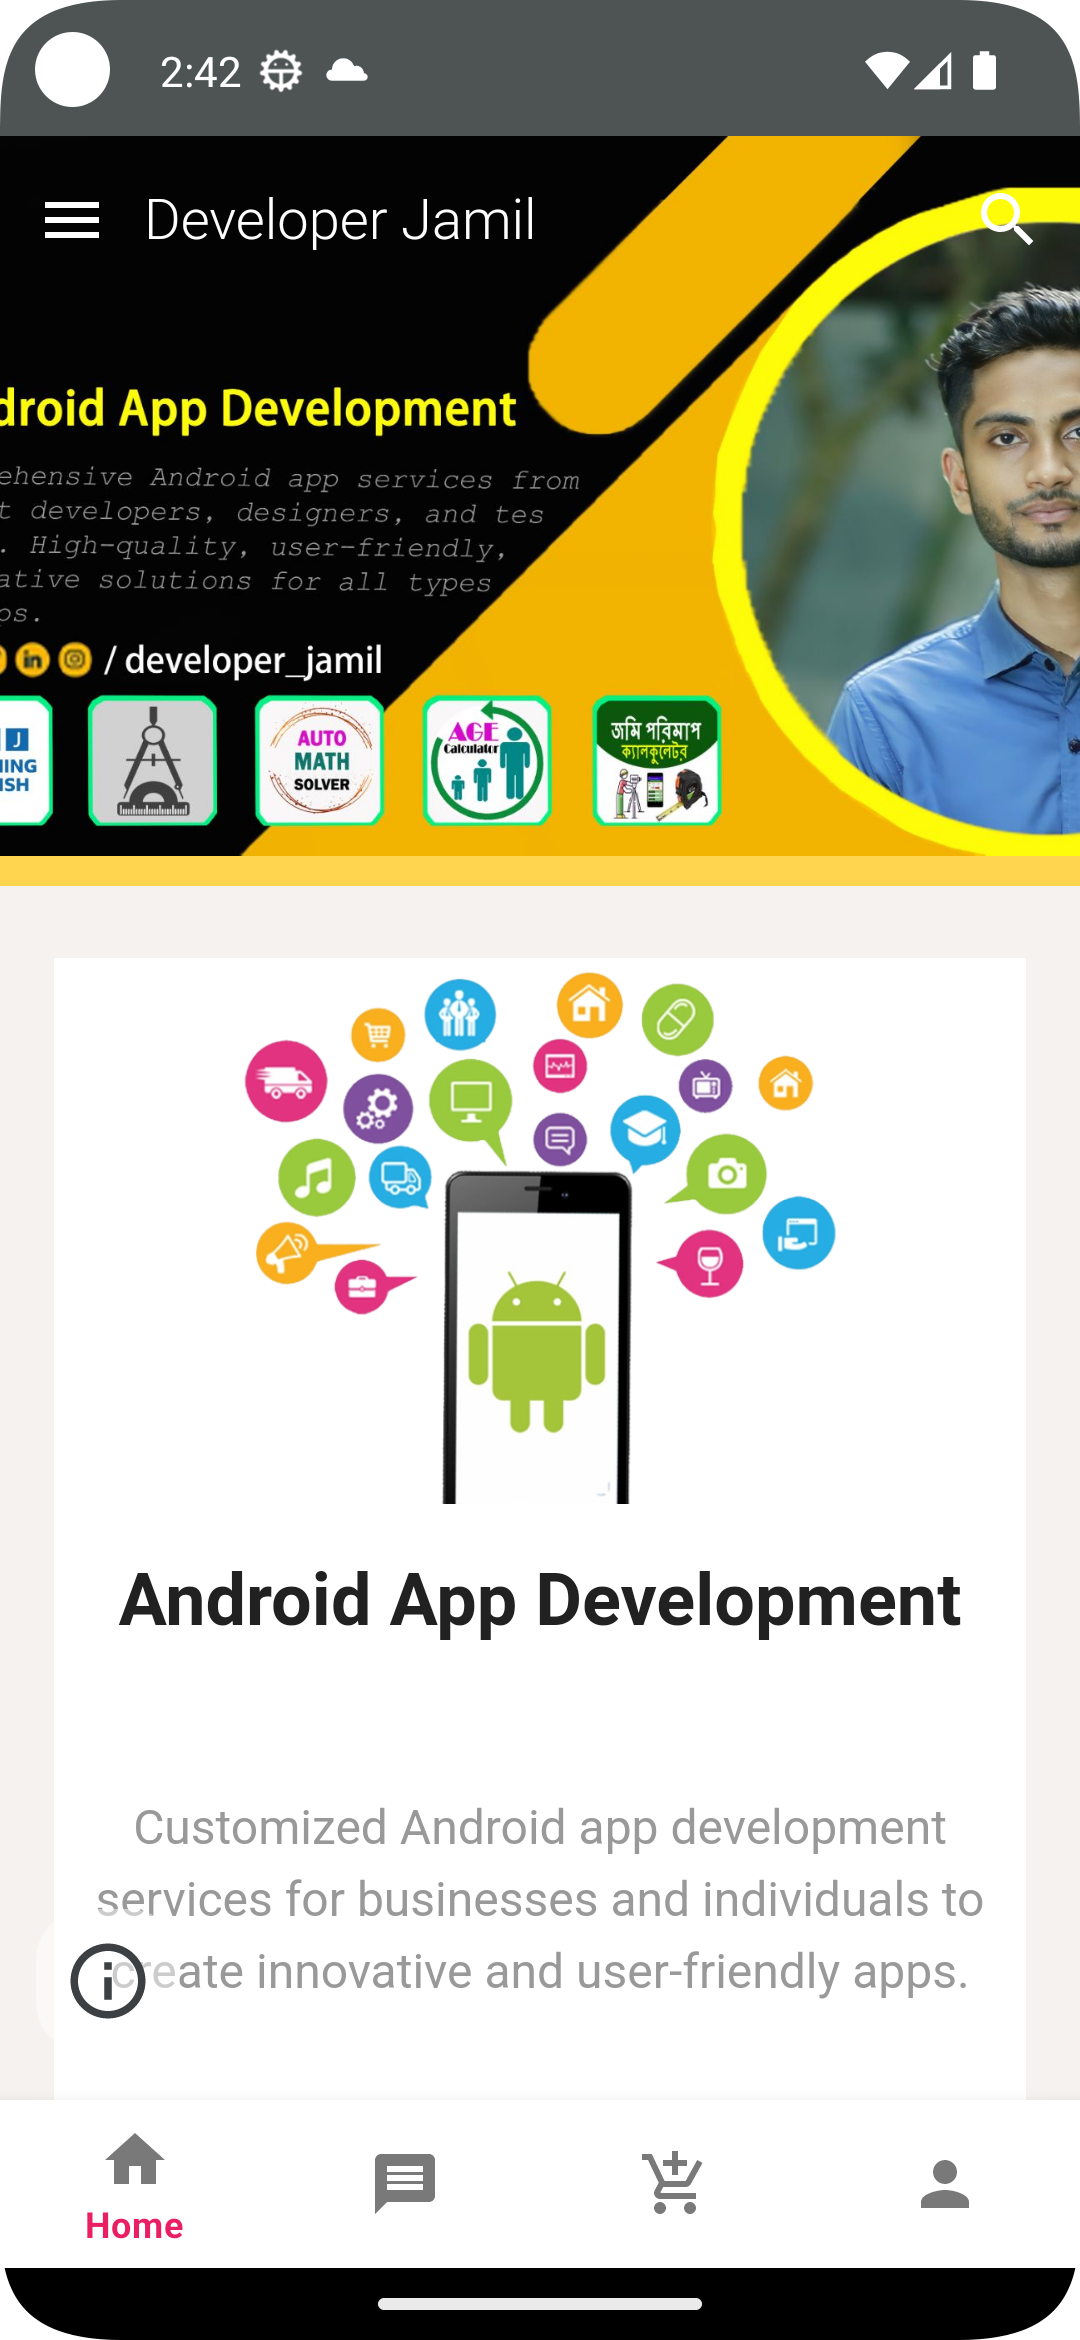 2:42
Developer Jamil
droid App Development
ehensive Android app services from
t developers, designers, and tes
. High-quality, user-friendly,
ative solutions for all types
ps.
in / developer_jamil
J
NING
ISH
AUTO
MATH
SOLVER
AGE
Calculator
জমি পরিমাপ
ক্যালকুলেটর
Android App Development
Customized Android app development
services for businesses and individuals to
create innovative and user-friendly apps.
Home